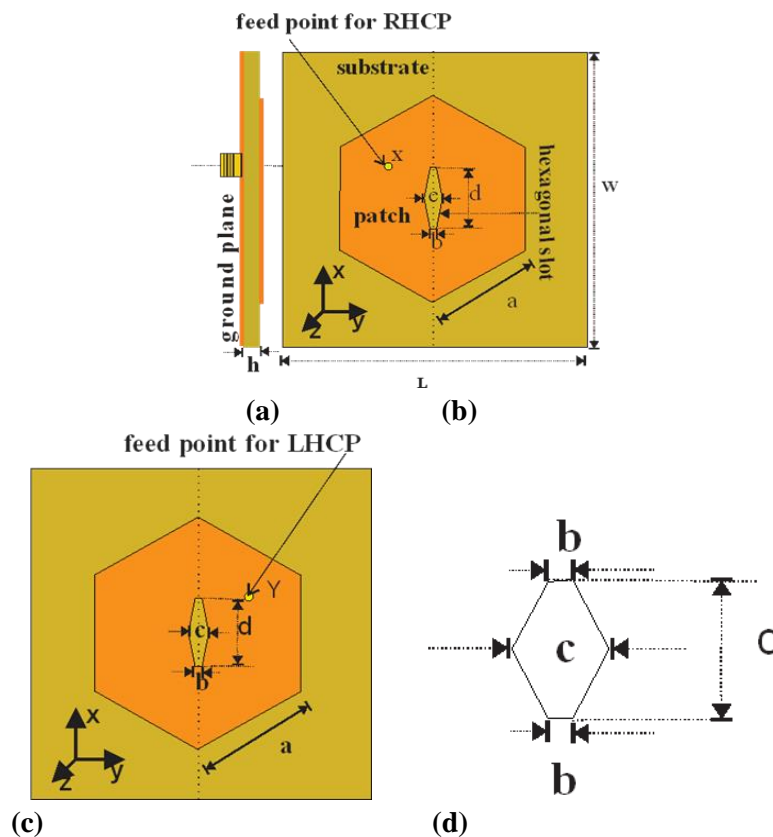 feed point for RHCP
substrate
x
hexagonal slot
W
c
d
patch
b
ground plane
x
y
z
a
h
L
(a)
(b)
feed point for LHCP
Y
c
d
b
x
y
z
a
b
c
b
(c)
(d)